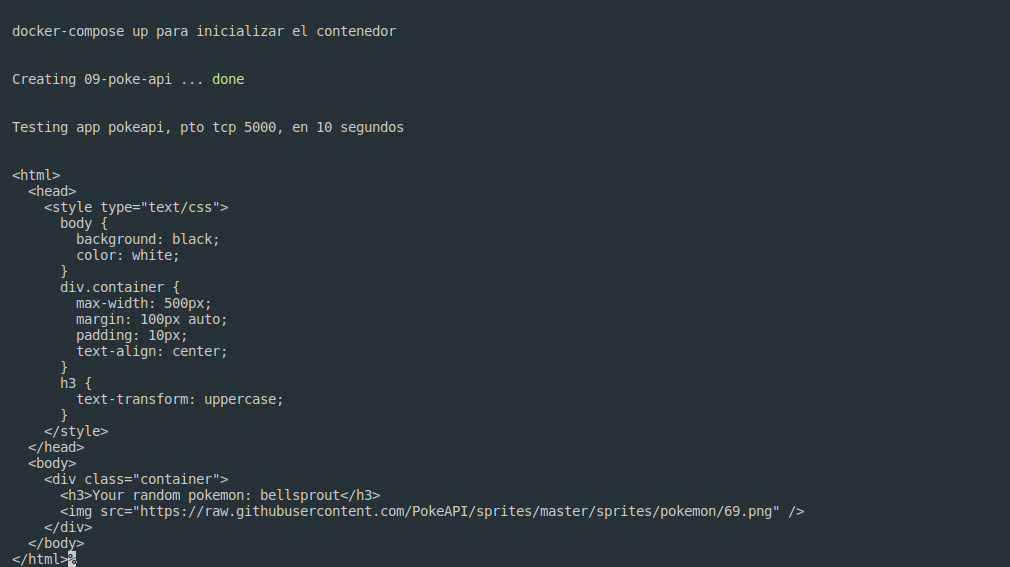 docker-compose up para inicializar el contenedor
Creating 09-poke-api ... done
Testing app pokeapi, pto tcp 5000, en 10 segundos
<html>
  <head>
    <style type="text/css">
      body {
        background: black;
        color: white;
      }
      div.container {
        max-width: 500px;
        margin: 100px auto;
        padding: 10px;
        text-align: center;
      }
      h3 {
        text-transform: uppercase;
      }
    </style>
  </head>
  <body>
    <div class="container">
      <h3>Your random pokemon: bellsprout</h3>
      <img src="https://raw.githubusercontent.com/PokeAPI/sprites/master/sprites/pokemon/69.png" />
    </div>
  </body>
</html>%